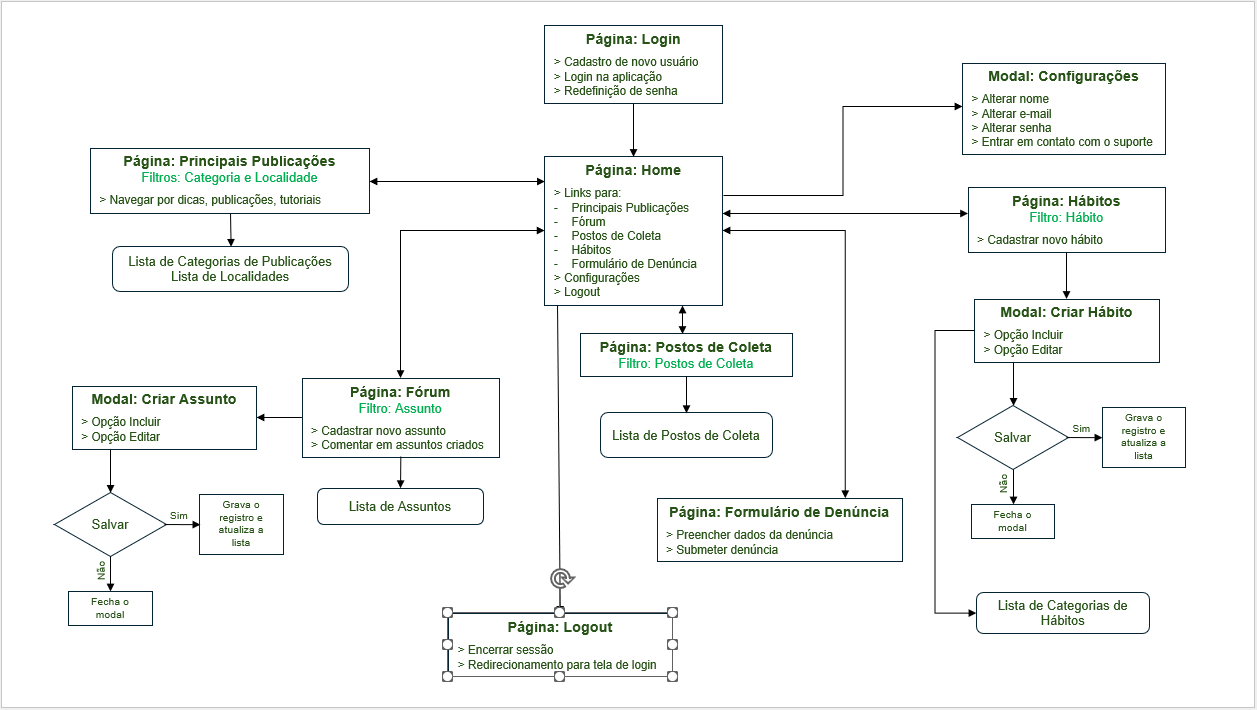 Página: Login
> Cadastro de novo usuário
> Login na aplicação
> Redefinição de senha
Modal: Configurações
> Alterar nome
> Alterar e-mail
> Alterar senha
> Entrar em contato com o suporte
Página: Principais Publicações
Filtros: Categoria e Localidade
> Navegar por dicas, publicações, tutoriais
Lista de Categorias de Publicações
Lista de Localidades
Página: Home
> Links para:
- Principais Publicações
- Fórum
- Postos de Coleta
- Hábitos
- Formulário de Denúncia
> Configurações
> Logout
Página: Hábitos
Filtro: Hábito
> Cadastrar novo hábito
Modal: Criar Hábito
> Opção Incluir
> Opção Editar
Página: Postos de Coleta
Filtro: Postos de Coleta
Lista de Postos de Coleta
Modal: Criar Assunto
> Opção Incluir
> Opção Editar
Página: Fórum
Filtro: Assunto
> Cadastrar novo assunto
> Comentar em assuntos criados
Lista de Assuntos
Salvar
Sim
Grava o
registro e
atualiza a
lista
Não
Fecha o
modal
Salvar
Sim
Grava o
registro e
atualiza a
lista
Não
Fecha o
modal
Página: Formulário de Denúncia
> Preencher dados da denúncia
> Submeter denúncia
Lista de Categorias de
Hábitos
Página: Logout
> Encerrar sessão
> Redirecionamento para tela de login